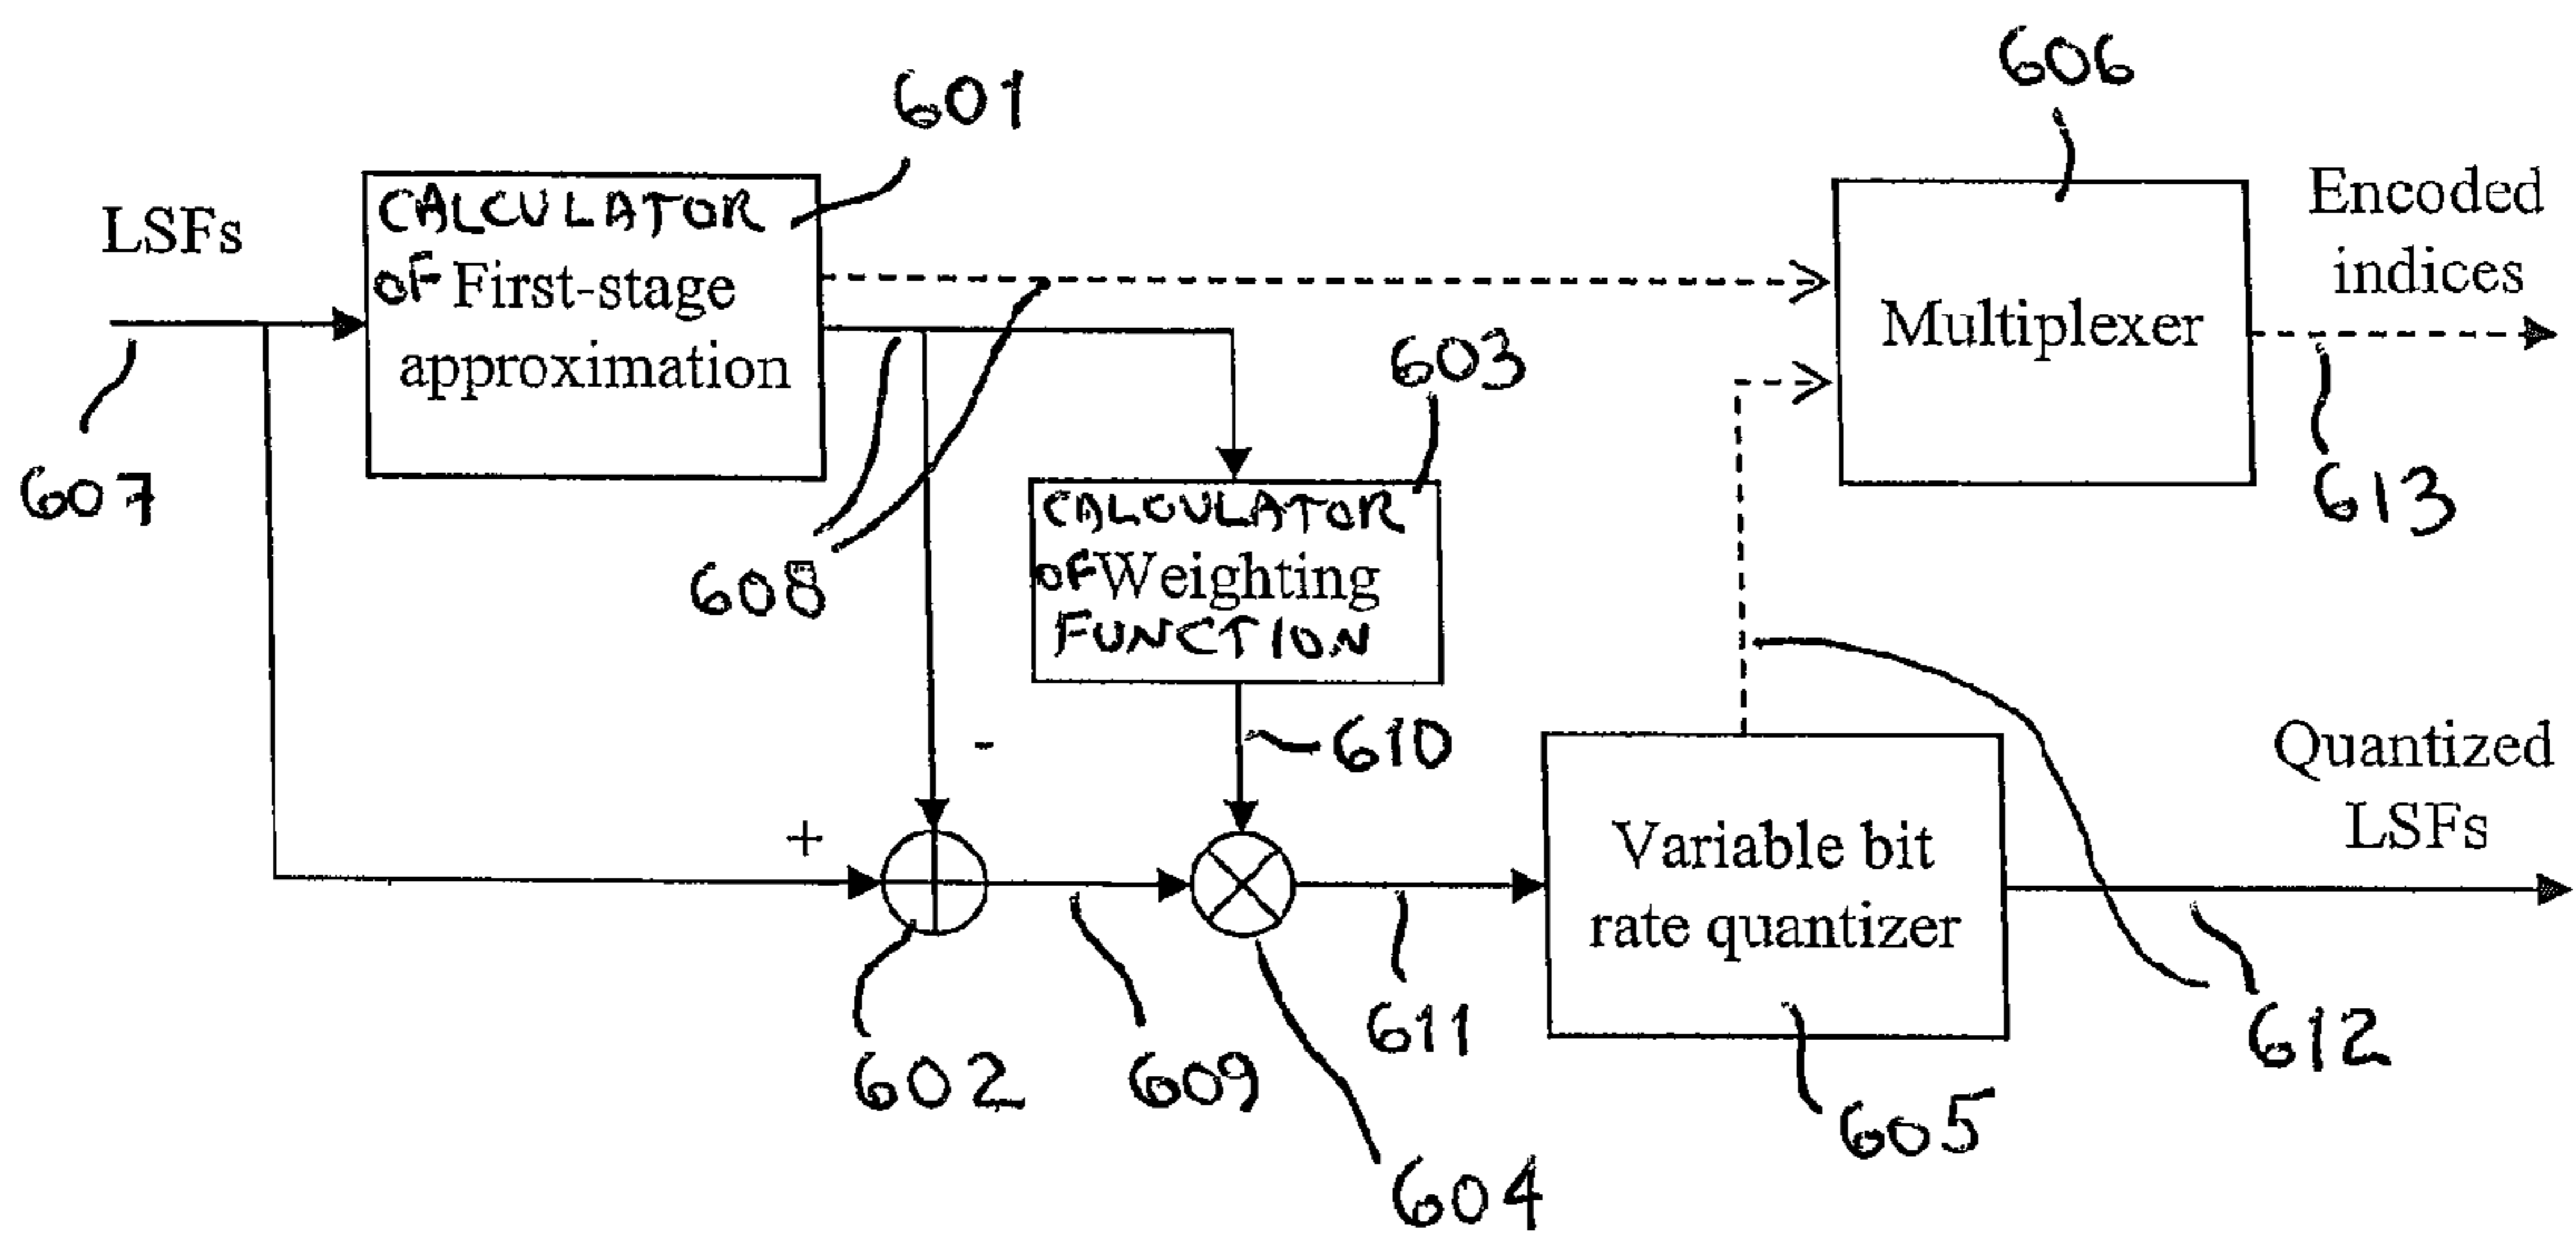 606
601
Encoded
indices
LSFs
CALCULATOR
OF First-stage
approximation
Multiplexer
603
607
613
CALCULATOR
OF Weighting
FUNCTION
608
-
610
Quantized
LSFs
+
Variable bit
rate quantizer
611
612
602
609
605
604